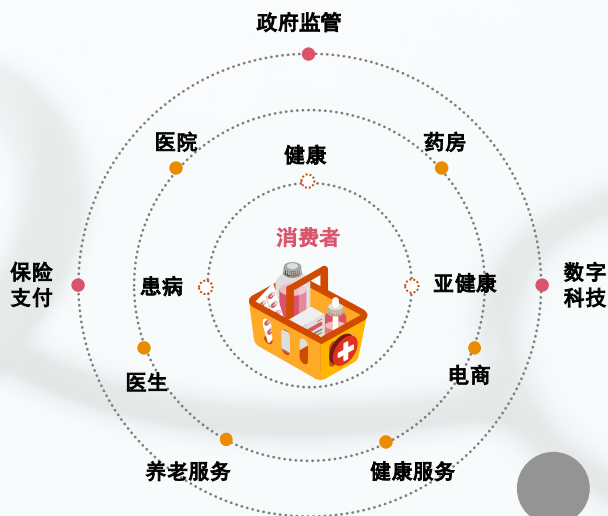 政府监管
医院
药房
健康
消费者
保险
支付
患病
亚健康
数字
科技
医生
电商
养老服务
健康服务